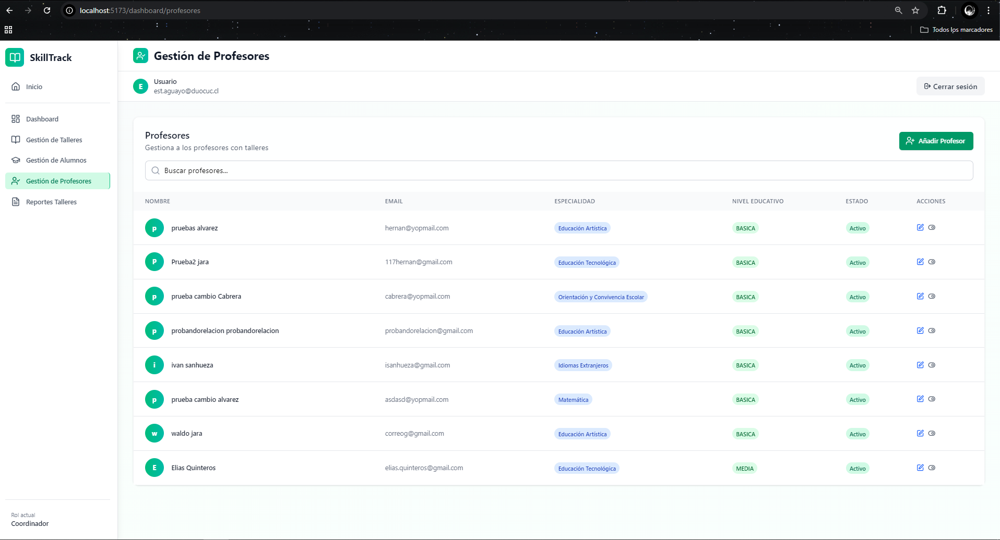 localhost:5173/dashboard/profesores
Todos los marcadores
SkillTrack
Inicio
Dashboard
Gestión de Talleres
Gestión de Alumnos
Gestión de Profesores
Reportes Talleres
Rol actual
Coordinador
Gestión de Profesores
E
Usuario
est.aguayo@duocuc.cl
Cerrar sesión
Profesores
Gestiona a los profesores con talleres
Añadir Profesor
Buscar profesores...
NOMBRE EMAIL ESPECIALIDAD NIVEL EDUCATIVO ESTADO ACCIONES
p pruebas alvarez hernan@yopmail.com Educación Artística BASICA Activo
P Prueba2 jara 117hernan@gmail.com Educación Tecnológica BASICA Activo
p prueba cambio Cabrera cabrera@yopmail.com Orientación y Convivencia Escolar BASICA Activo
p probandorelacion probandorelacion probandorelacion@gmail.com Educación Artística BASICA Activo
i ivan sanhueza isanhueza@gmail.com Idiomas Extranjeros BASICA Activo
p prueba cambio alvarez asdasd@yopmail.com Matemática BASICA Activo
w waldo jara correog@gmail.com Educación Artística BASICA Activo
E Elias Quinteros elias.quinteros@gmail.com Educación Tecnológica MEDIA Activo